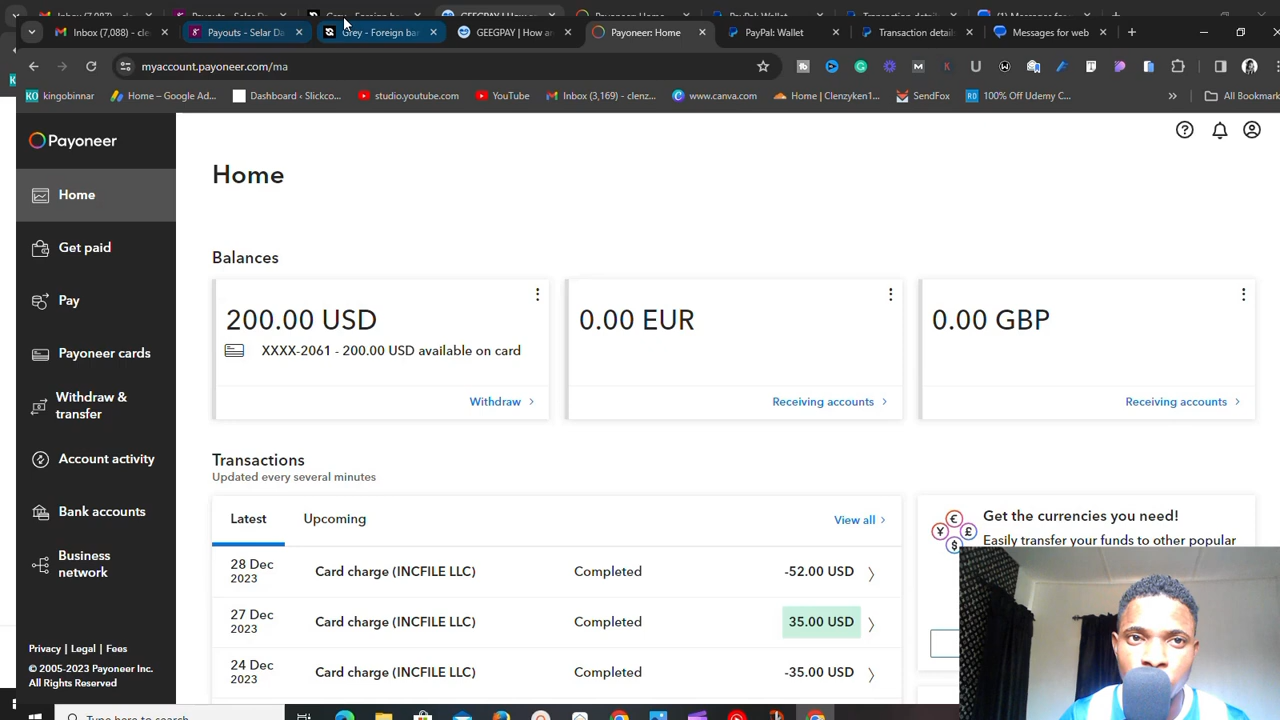 Inbox (7,088) - cle
Payouts - Selar Da
Grey - Foreign ban
GEEGPAY | How a
Payoneer: Home
PayPal: Wallet
Transaction detail
Messages for web
myaccount.payoneer.com/ma
kingobinnar
Home – Google Ad...
Dashboard ‹ Slickco...
studio.youtube.com
YouTube
Inbox (3,169) - clenz...
www.canva.com
Home | Clenzyken1...
SendFox
100% Off Udemy C...
All Bookmark
Payoneer
Home
Get paid
Pay
Payoneer cards
Withdraw &
transfer
Account activity
Bank accounts
Business
network
Privacy | Legal | Fees
© 2005-2023 Payoneer Inc.
All Rights Reserved
Home
Balances
200.00 USD
XXXX-2061 - 200.00 USD available on card
Withdraw
0.00 EUR
Receiving accounts
0.00 GBP
Receiving accounts
Transactions
Updated every several minutes
Latest
Upcoming
View all
28 Dec
2023
Card charge (INCFILE LLC)
Completed
-52.00 USD
27 Dec
2023
Card charge (INCFILE LLC)
Completed
35.00 USD
24 Dec
2023
Card charge (INCFILE LLC)
Completed
-35.00 USD
Get the currencies you need!
Easily transfer your funds to other popular
Type here to search